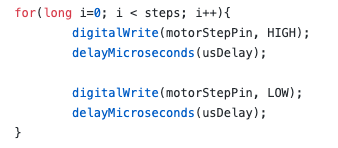 for(long i=0; i < steps; i++){
        digitalWrite(motorStepPin, HIGH);
        delayMicroseconds(usDelay);

        digitalWrite(motorStepPin, LOW);
        delayMicroseconds(usDelay);
}